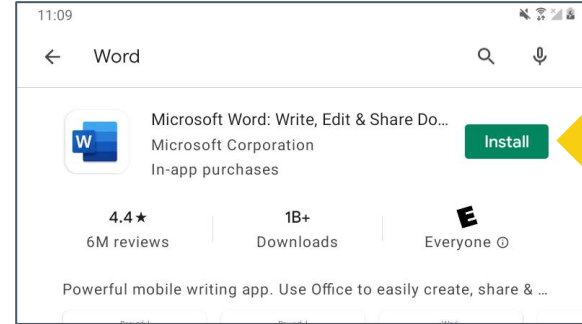 11:09
Word
W
Microsoft Word: Write, Edit & Share Do...
Microsoft Corporation
In-app purchases
Install
4.4★
6M reviews
1B+
Downloads
E
Everyone
Powerful mobile writing app. Use Office to easily create, share & ...